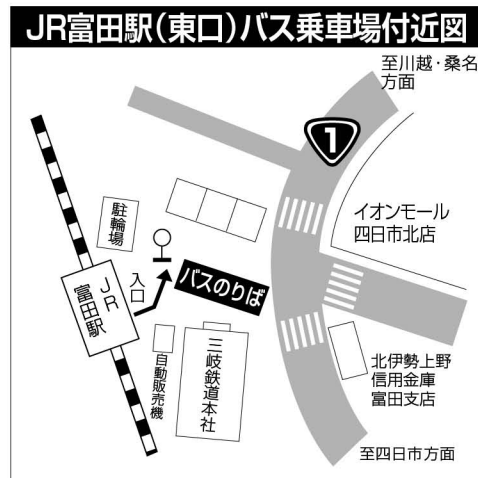 JR富田駅(東口)バス乗車場付近図
至川越・桑名
方面
1
イオンモール
四日市北店
駐輪場
入口
バスのりば
JR
富田駅
自動販売機
三岐鉄道本社
北伊勢上野
信用金庫
富田支店
至四日市方面